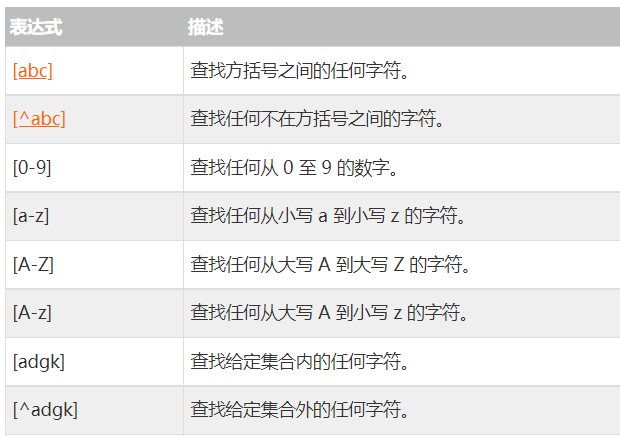 表达式 描述
[abc] 查找方括号之间的任何字符。
[^abc] 查找任何不在方括号之间的字符。
[0-9] 查找任何从 0 至 9 的数字。
[a-z] 查找任何从小写 a 到小写 z 的字符。
[A-Z] 查找任何从大写 A 到大写 Z 的字符。
[A-z] 查找任何从大写 A 到小写 z 的字符。
[adgk] 查找给定集合内的任何字符。
[^adgk] 查找给定集合外的任何字符。